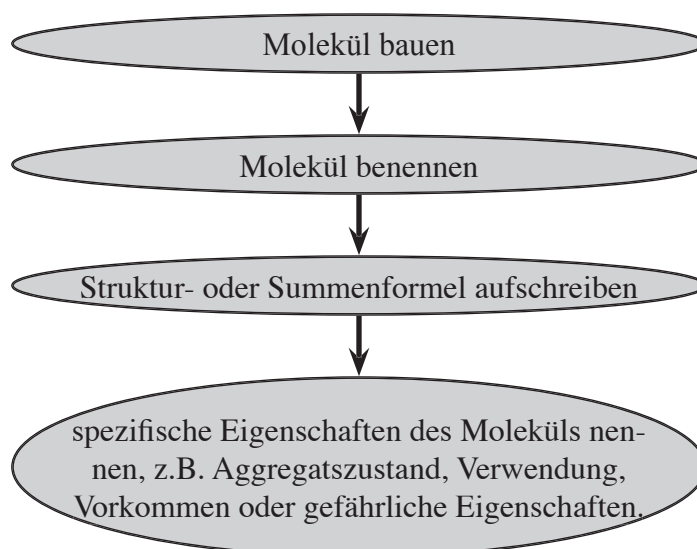 Molekül bauen
Molekül benennen
Struktur- oder Summenformel aufschreiben
spezifische Eigenschaften des Moleküls nen-
nen, z.B. Aggregatszustand, Verwendung,
Vorkommen oder gefährliche Eigenschaften.